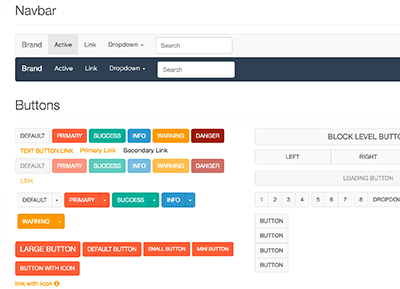 Navbar
Brand Active Link Dropdown Search
Brand Active Link Dropdown Search
Buttons
DEFAULT PRIMARY SUCCESS INFO WARNING DANGER
TEXT BUTTON LINK Primary Link Secondary Link
DEFAULT PRIMARY SUCCESS INFO WARNING DANGER
LINK
DEFAULT PRIMARY SUCCESS INFO
WARNING
LARGE BUTTON DEFAULT BUTTON SMALL BUTTON MINI BUTTON
BUTTON WITH ICON
link with icon
BLOCK LEVEL BUTTO
LEFT RIGHT
LOADING BUTTON
1 2 3 4 5 6 7 8 DROPDO
BUTTON
BUTTON
BUTTON
BUTTON